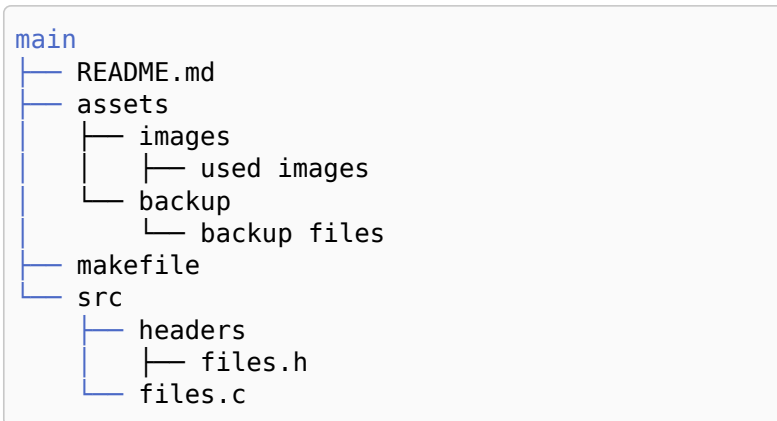 main
├── README.md
├── assets
│   ├── images
│   │   ├── used images
│   └── backup
│       └── backup files
├── makefile
└── src
    ├── headers
    │   ├── files.h
    └── files.c